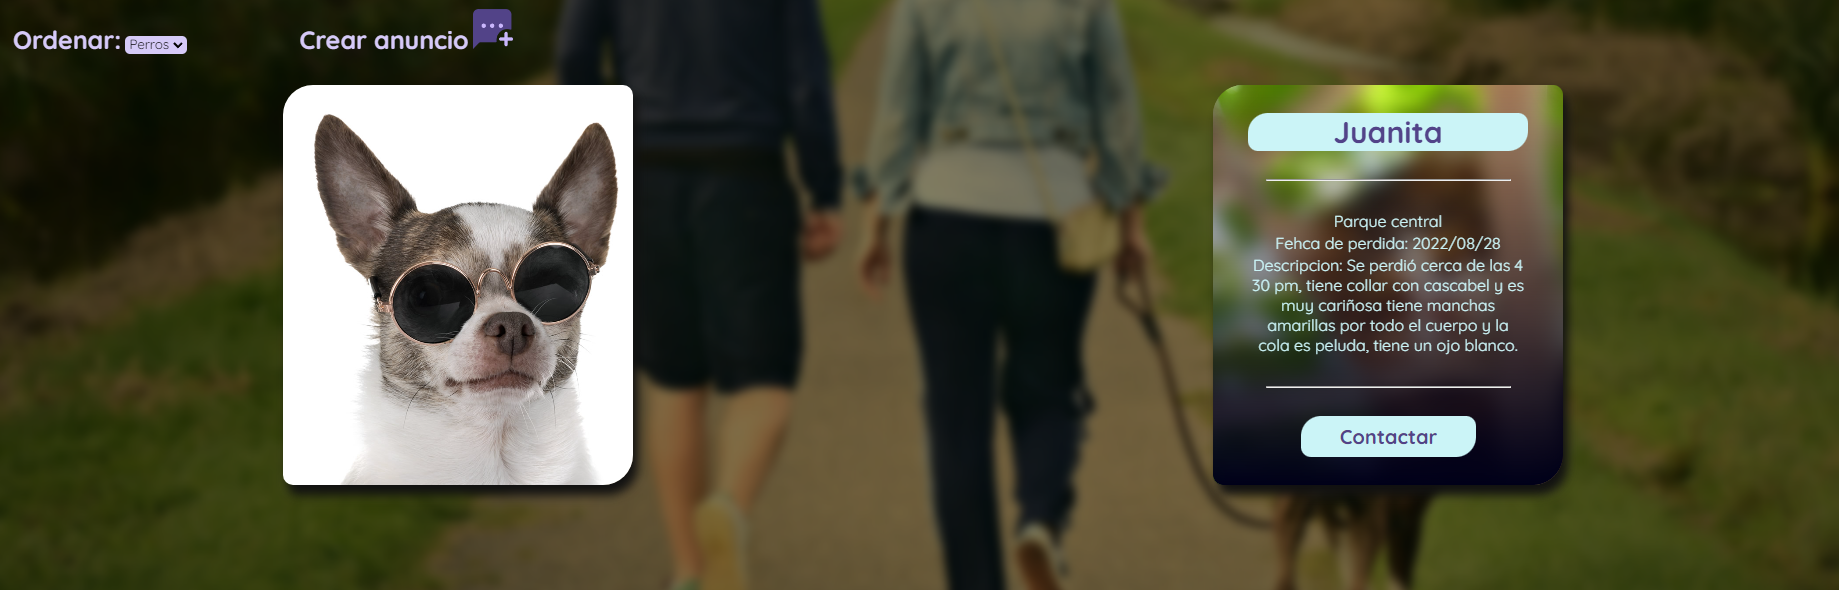 Ordenar: Perros
Crear anuncio
Juanita
Parque central
Fehca de perdida: 2022/08/28
Descripcion: Se perdió cerca de las 4
30 pm, tiene collar con cascabel y es
muy cariñosa tiene manchas
amarillas por todo el cuerpo y la
cola es peluda, tiene un ojo blanco.
Contactar